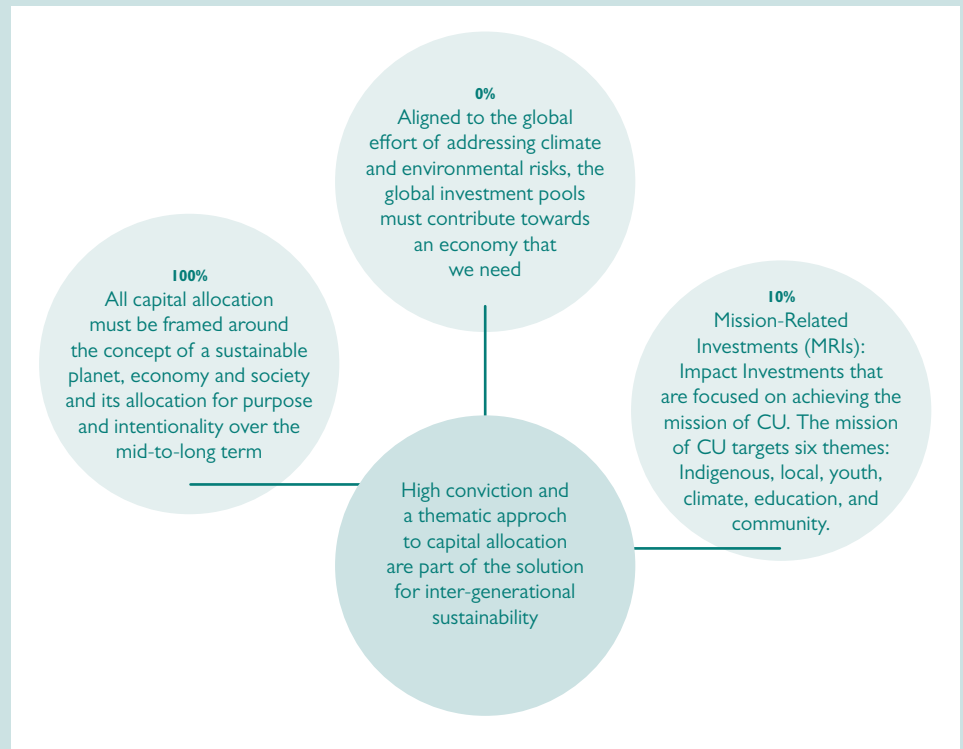 0%
Aligned to the global
effort of addressing climate
and environmental risks, the
global investment pools
must contribute towards
an economy that
we need
100%
All capital allocation
must be framed around
the concept of a sustainable
planet, economy and society
and its allocation for purpose
and intentionality over the
mid-to-long term
10%
Mission-Related
Investments (MRIs):
Impact Investments that
are focused on achieving the
mission of CU. The mission
of CU targets six themes:
Indigenous, local, youth,
climate, education, and
community.
High conviction and
a thematic approch
to capital allocation
are part of the solution
for inter-generational
sustainability